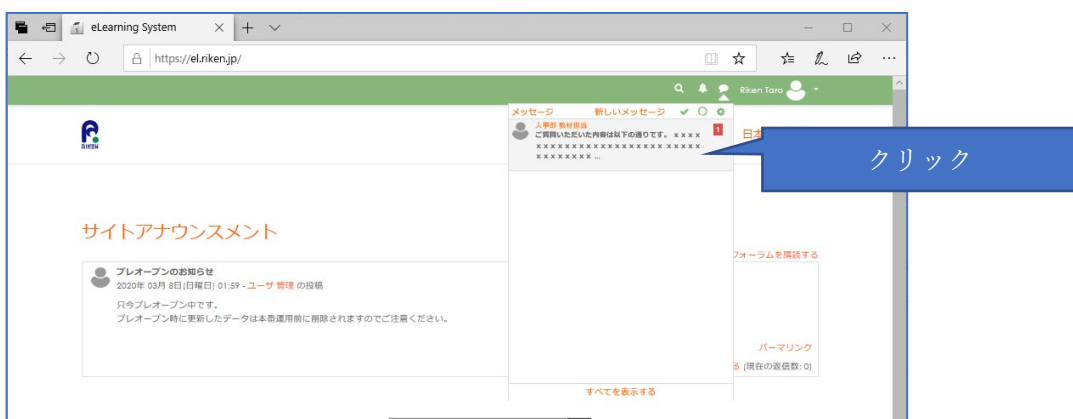 eLearning System
https://el.riken.jp/
Riken Taro
メッセージ 新しいメッセージ
RIKEN
人事部 教材担当
ご質問いただいた内容は以下の通りです。 x x x x
x x x x x x x x x x x x x x x x x x x x x x x x
x x x x x x x x ...
1
日本
クリック
サイトアナウンスメント
フォーラムを購読する
プレオープンのお知らせ
2020年 03月 8日(日曜日) 01:59 - ユーザ 管理 の投稿
只今プレオープン中です。
プレオープン時に更新したデータは本番運用前に削除されますのでご注意ください。
パーマリンク
る (現在の返信数: 0)
すべてを表示する